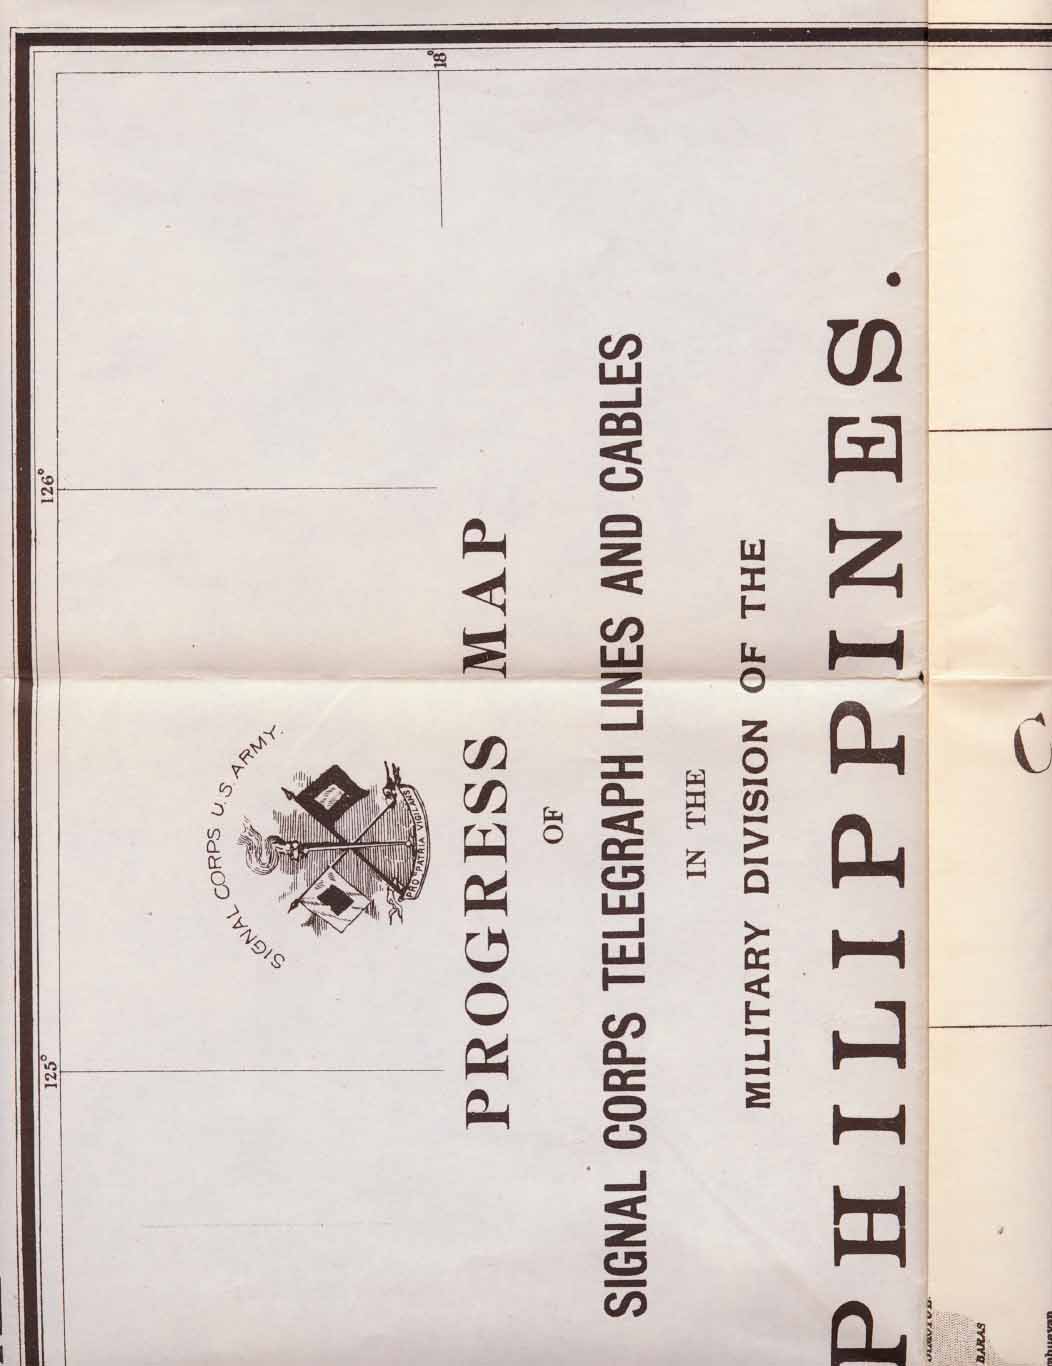 125°
126°
18°
SIGNAL CORPS U.S. ARMY.
PRO PATRIA VIGILANS
PROGRESS MAP
OF
SIGNAL CORPS TELEGRAPH LINES AND CABLES
IN THE
MILITARY DIVISION OF THE
PHILIPPINES.
BARAS
C